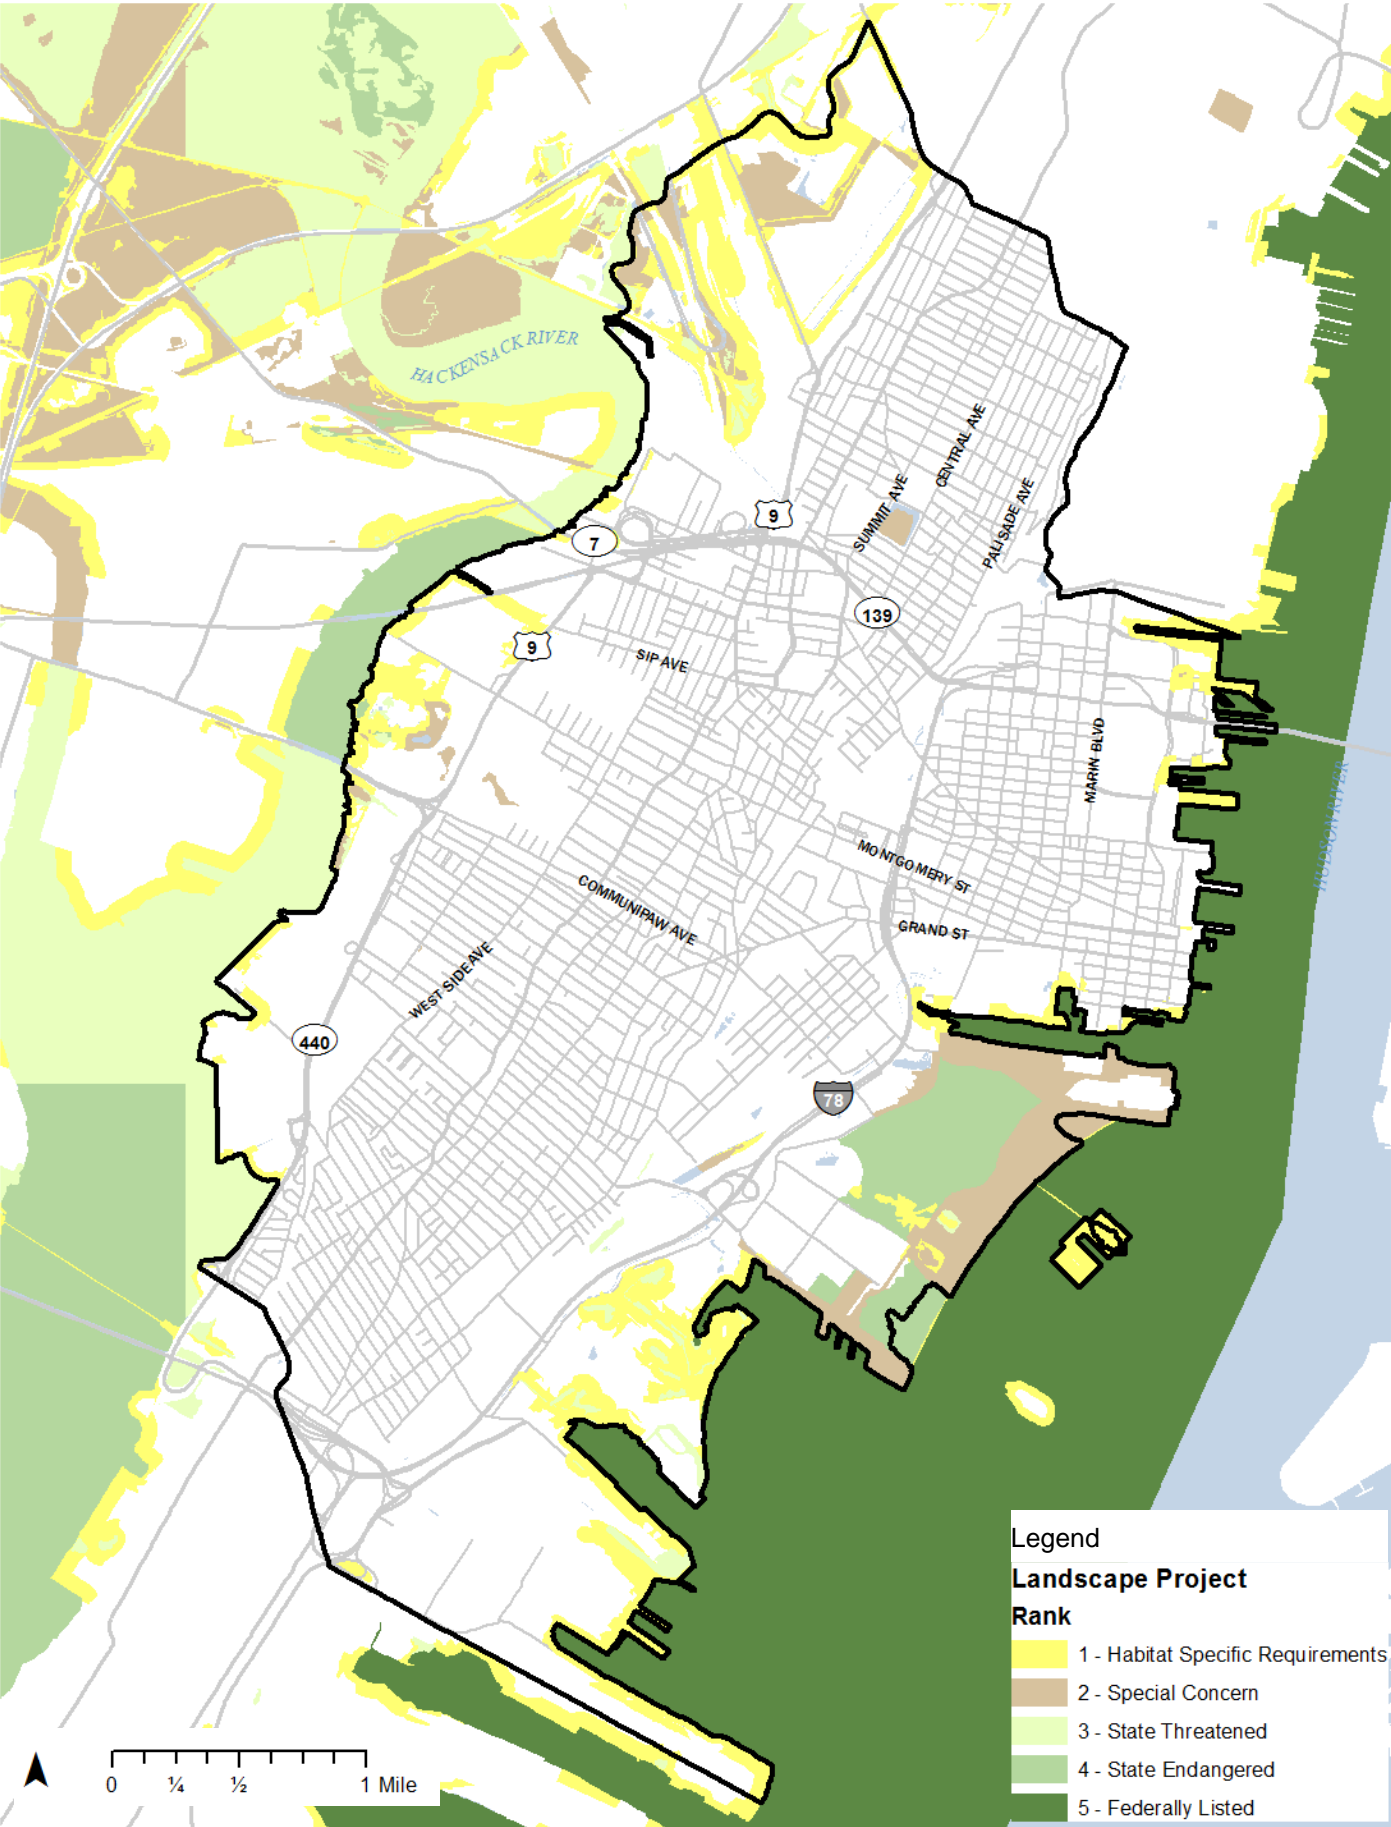 HACKENSACK RIVER
CENTRAL AVE
SUMMIT AVE
PALISADE AVE
9
7
139
9
SIP AVE
MARIN BLVD
HUDSON RIVER
MONTGOMERY ST
COMMUNIPAW AVE
GRAND ST
WEST SIDE AVE
440
78
Legend
Landscape Project
Rank
1 - Habitat Specific Requirements
2 - Special Concern
3 - State Threatened
4 - State Endangered
5 - Federally Listed
0 ¼ ½ 1 Mile